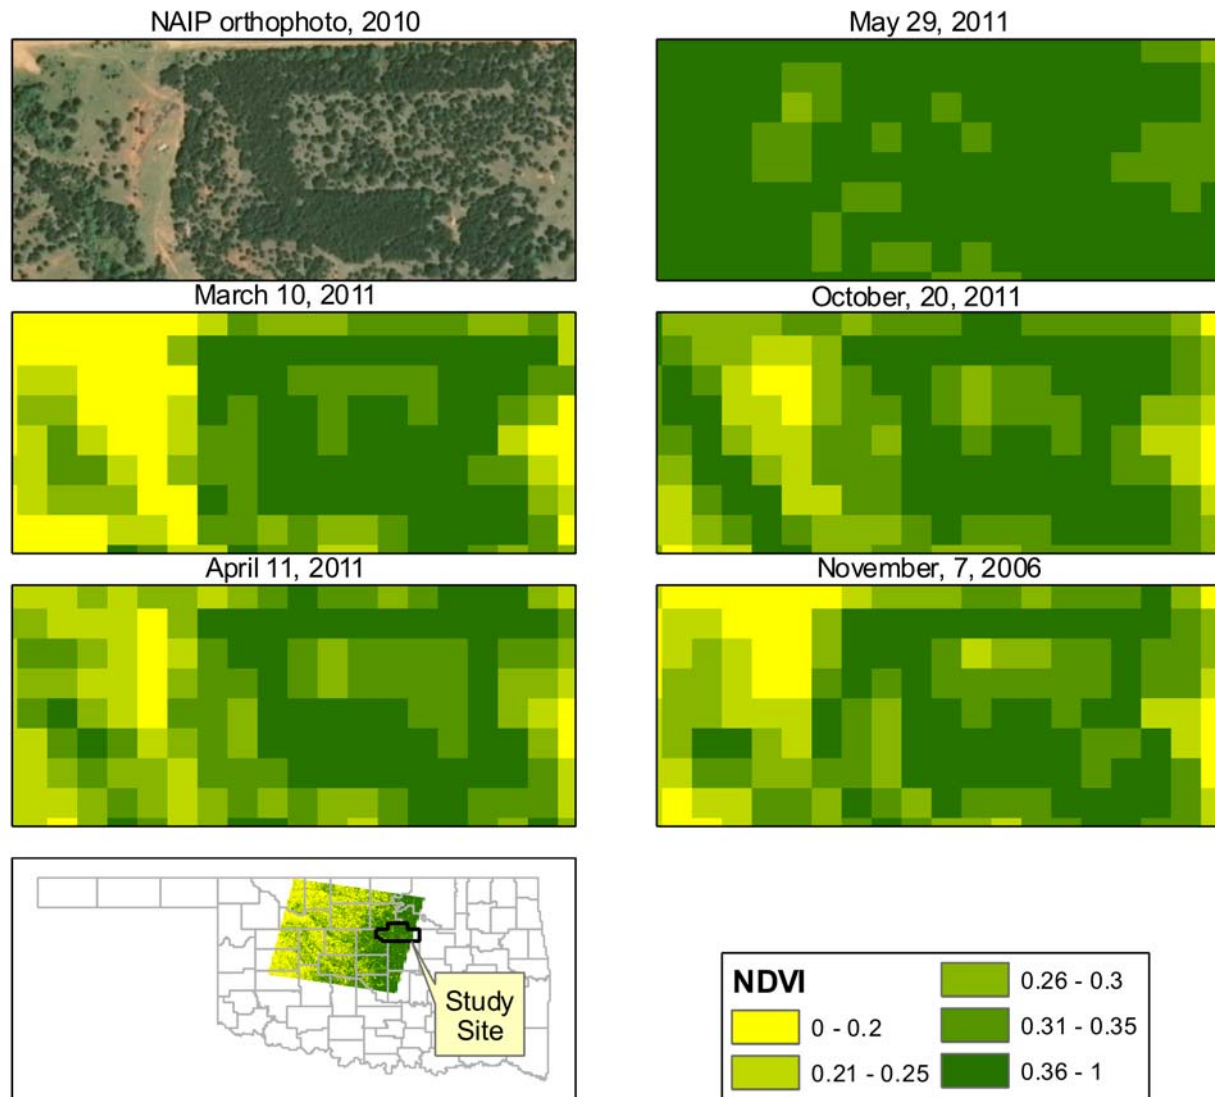 NAIP orthophoto, 2010
May 29, 2011
March 10, 2011
October, 20, 2011
April 11, 2011
November, 7, 2006
Study
Site
NDVI
0 - 0.2
0.21 - 0.25
0.26 - 0.3
0.31 - 0.35
0.36 - 1